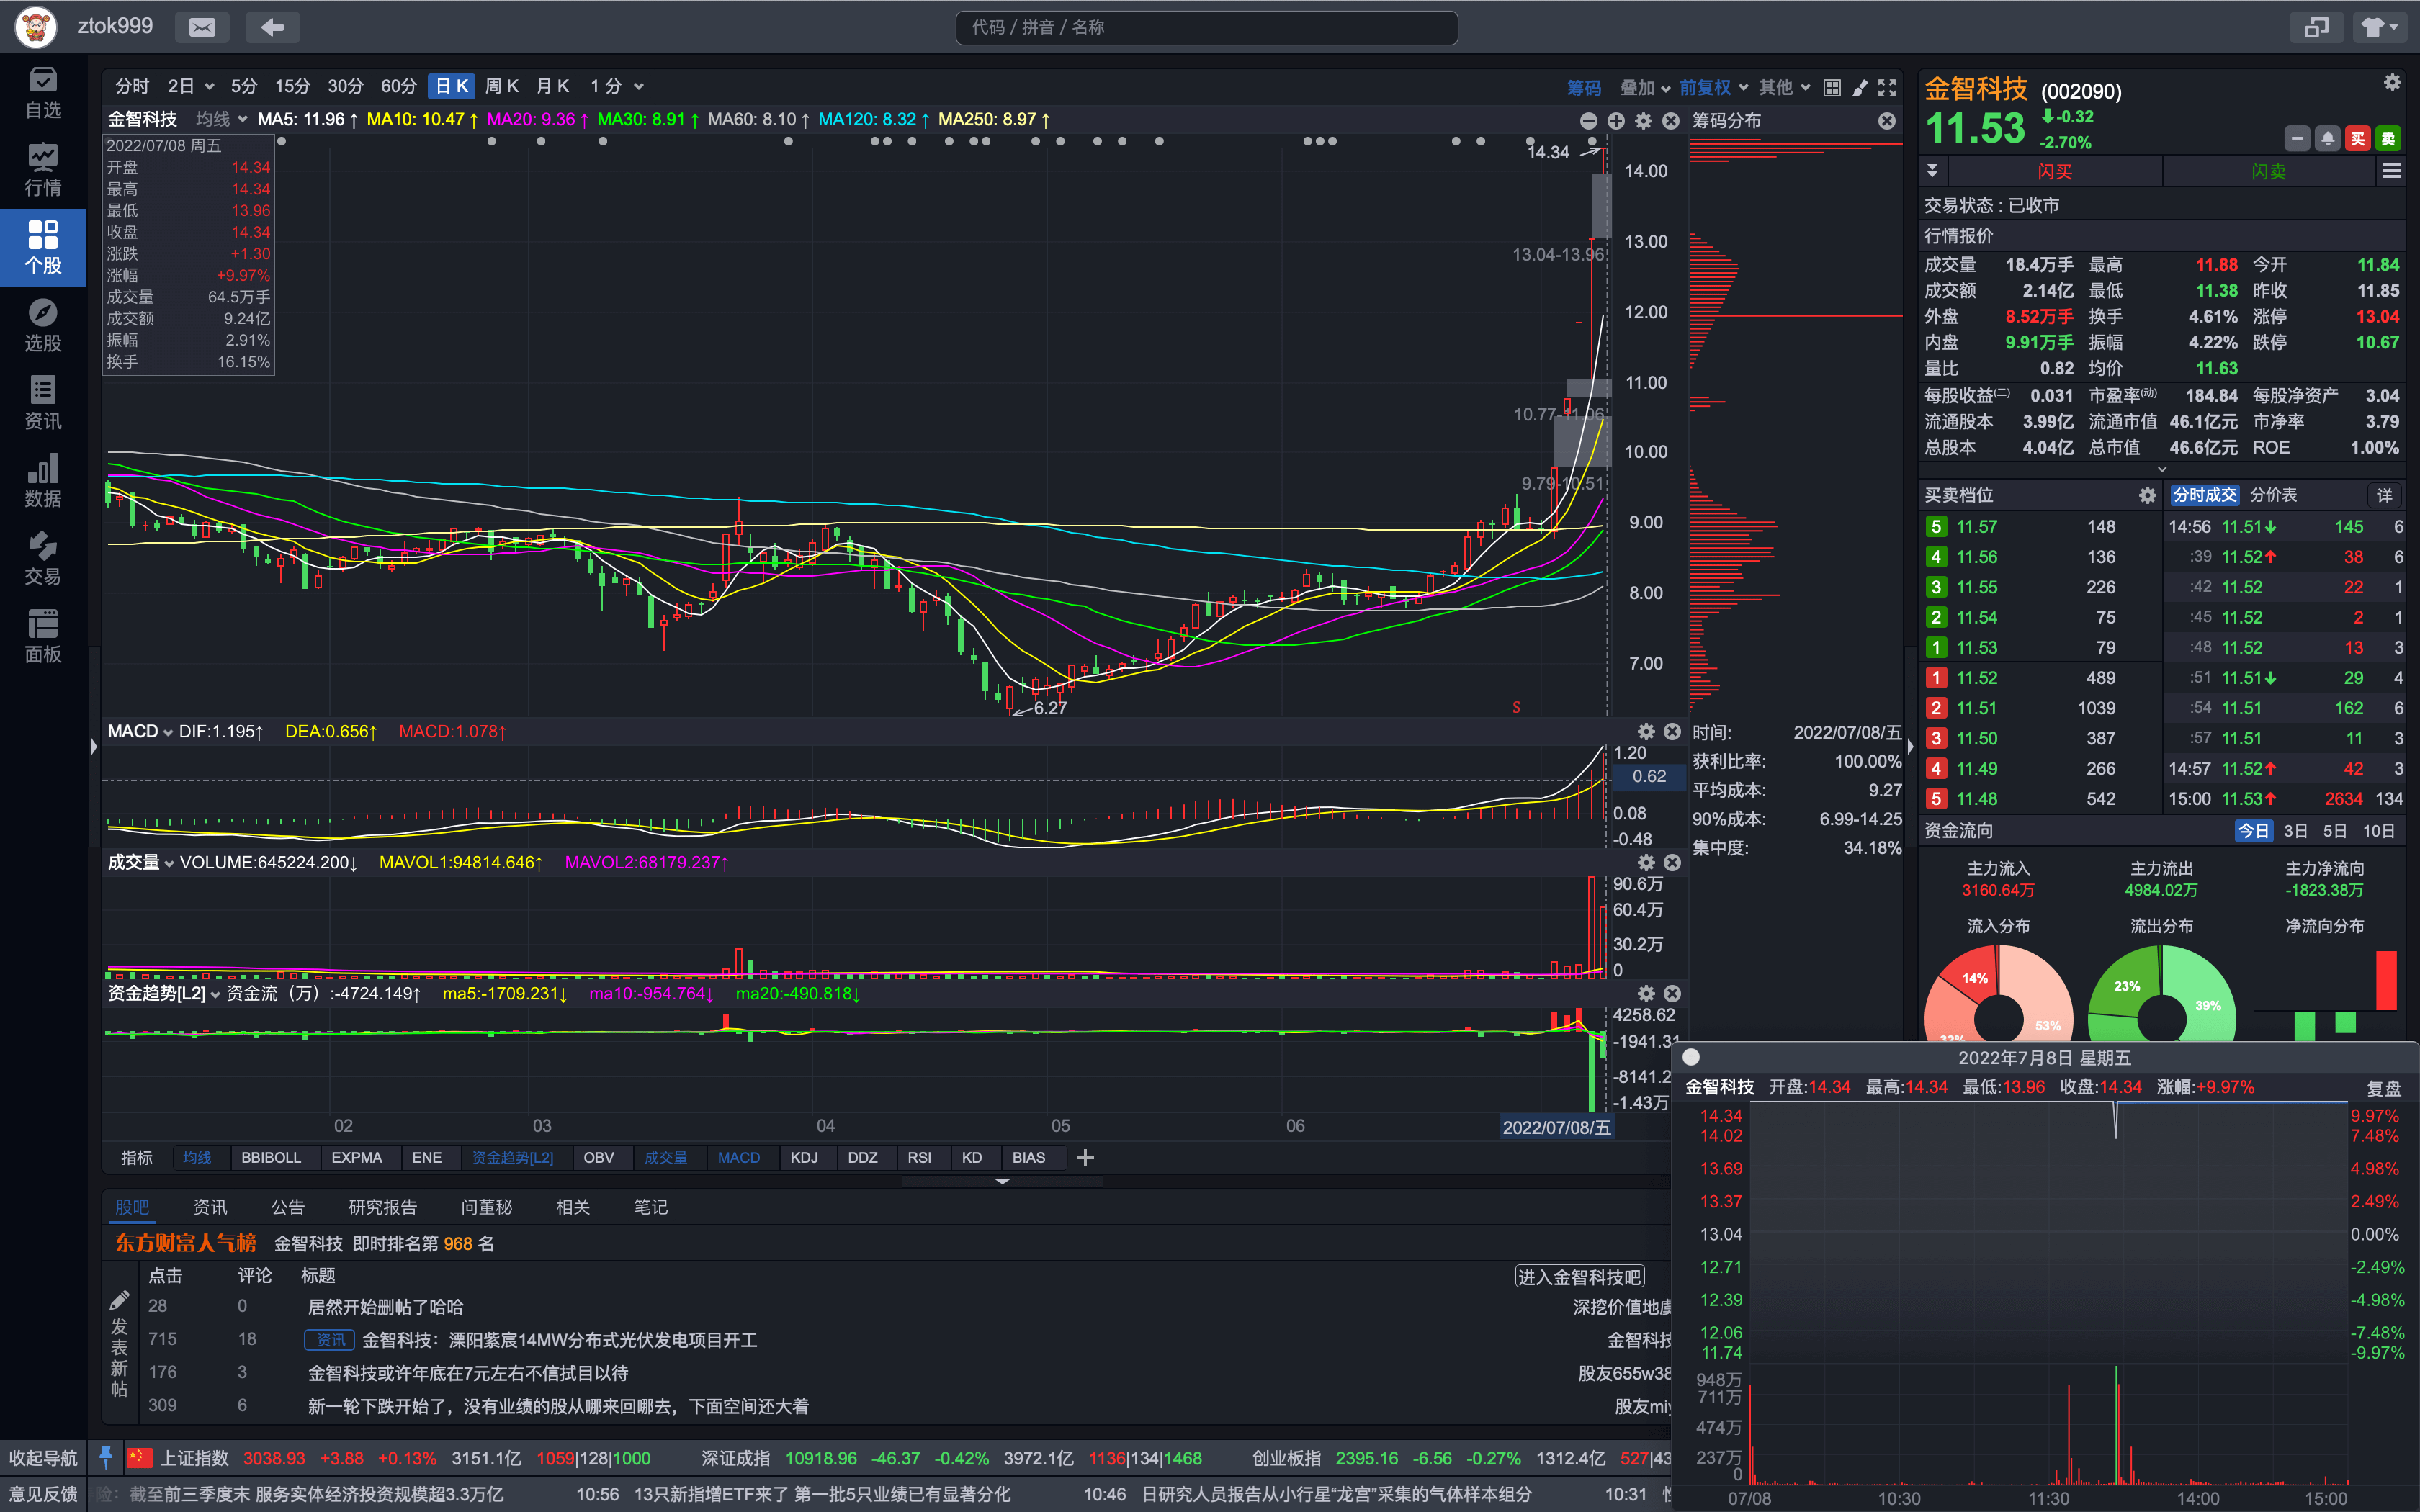 ztok999
代码 / 拼音 / 名称
自选
行情
个股
选股
资讯
数据
交易
面板
分时 2日 5分 15分 30分 60分 日K 周K 月K 1分
筹码 叠加 前复权 其他
金智科技 均线 MA5: 11.96↑ MA10: 10.47↑ MA20: 9.36↑ MA30: 8.91↑ MA60: 8.10↑ MA120: 8.32↑ MA250: 8.97↑
筹码分布
2022/07/08 周五
开盘 14.34
最高 14.34
最低 13.96
收盘 14.34
涨跌 +1.30
涨幅 +9.97%
成交量 64.5万手
成交额 9.24亿
振幅 2.91%
换手 16.15%
14.34
14.00
13.00
13.04-13.96
12.00
11.00
10.77-11.06
10.00
9.79-10.51
9.00
8.00
7.00
6.27
S
MACD DIF:1.195↑ DEA:0.656↑ MACD:1.078↑
1.20
0.62
0.08
-0.48
成交量 VOLUME:645224.200↓ MAVOL1:94814.646↑ MAVOL2:68179.237↑
90.6万
60.4万
30.2万
0
资金趋势[L2] 资金流（万）:-4724.149↑ ma5:-1709.231↓ ma10:-954.764↓ ma20:-490.818↓
4258.62
-1941.31
-8141.2
-1.43万
02 03 04 05 06 2022/07/08/五
时间: 2022/07/08/五
获利比率: 100.00%
平均成本: 9.27
90%成本: 6.99-14.25
集中度: 34.18%
指标 均线 BBIBOLL EXPMA ENE 资金趋势[L2] OBV 成交量 MACD KDJ DDZ RSI KD BIAS
股吧 资讯 公告 研究报告 问董秘 相关 笔记
东方财富人气榜 金智科技 即时排名第 968 名
点击 评论 标题
进入金智科技吧
发表新帖
28 0 居然开始删帖了哈哈 深挖价值地
715 18 资讯 金智科技：溧阳紫宸14MW分布式光伏发电项目开工 金智科技
176 3 金智科技或许年底在7元左右不信拭目以待 股友655w38
309 6 新一轮下跌开始了，没有业绩的股从哪来回哪去，下面空间还大着 股友miy
金智科技 (002090)
11.53 -0.32
-2.70%
买 卖
闪买 闪卖
交易状态 : 已收市
行情报价
成交量 18.4万手 最高 11.88 今开 11.84
成交额 2.14亿 最低 11.38 昨收 11.85
外盘 8.52万手 换手 4.61% 涨停 13.04
内盘 9.91万手 振幅 4.22% 跌停 10.67
量比 0.82 均价 11.63
每股收益(二) 0.031 市盈率(动) 184.84 每股净资产 3.04
流通股本 3.99亿 流通市值 46.1亿元 市净率 3.79
总股本 4.04亿 总市值 46.6亿元 ROE 1.00%
买卖档位 分时成交 分价表 详
5 11.57 148 14:56 11.51↓ 145 6
4 11.56 136 :39 11.52↑ 38 6
3 11.55 226 :42 11.52 22 1
2 11.54 75 :45 11.52 2 1
1 11.53 79 :48 11.52 13 3
1 11.52 489 :51 11.51↓ 29 4
2 11.51 1039 :54 11.51 162 6
3 11.50 387 :57 11.51 11 3
4 11.49 266 14:57 11.52↑ 42 3
5 11.48 542 15:00 11.53↑ 2634 134
资金流向 今日 3日 5日 10日
主力流入 主力流出 主力净流向
3160.64万 4984.02万 -1823.38万
流入分布 流出分布 净流向分布
14% 53% 32%
23% 39%
2022年7月8日 星期五
金智科技 开盘:14.34 最高:14.34 最低:13.96 收盘:14.34 涨幅:+9.97% 复盘
14.34 9.97%
14.02 7.48%
13.69 4.98%
13.37 2.49%
13.04 0.00%
12.71 -2.49%
12.39 -4.98%
12.06 -7.48%
11.74 -9.97%
948万
711万
474万
237万
0
07/08 10:30 11:30 14:00 15:00
收起导航 上证指数 3038.93 +3.88 +0.13% 3151.1亿 1059|128|1000 深证成指 10918.96 -46.37 -0.42% 3972.1亿 1136|134|1468 创业板指 2395.16 -6.56 -0.27% 1312.4亿 527|43
意见反馈 险：截至前三季度末 服务实体经济投资规模超3.3万亿 10:56 13只新指增ETF来了 第一批5只业绩已有显著分化 10:46 日研究人员报告从小行星“龙宫”采集的气体样本组分 10:31